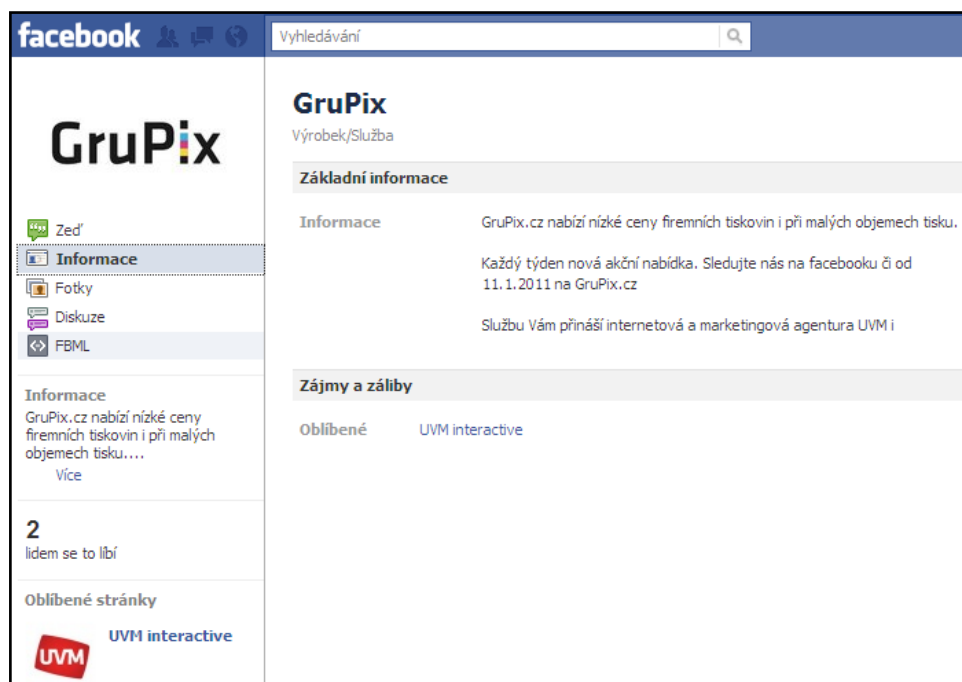 facebook
Vyhledávání
GruPix
GruPix
Výrobek/Služba
Základní informace
Informace
GruPix.cz nabízí nízké ceny firemních tiskovin i při malých objemech tisku.
Každý týden nová akční nabídka. Sledujte nás na facebooku či od
11.1.2011 na GruPix.cz
Službu Vám přináší internetová a marketingová agentura UVM i
Zájmy a záliby
Oblíbené
UVM interactive
Zeď
Informace
Fotky
Diskuze
FBML
Informace
GruPix.cz nabízí nízké ceny
firemních tiskovin i při malých
objemech tisku....
Více
2
lidem se to líbí
Oblíbené stránky
UVM
UVM interactive